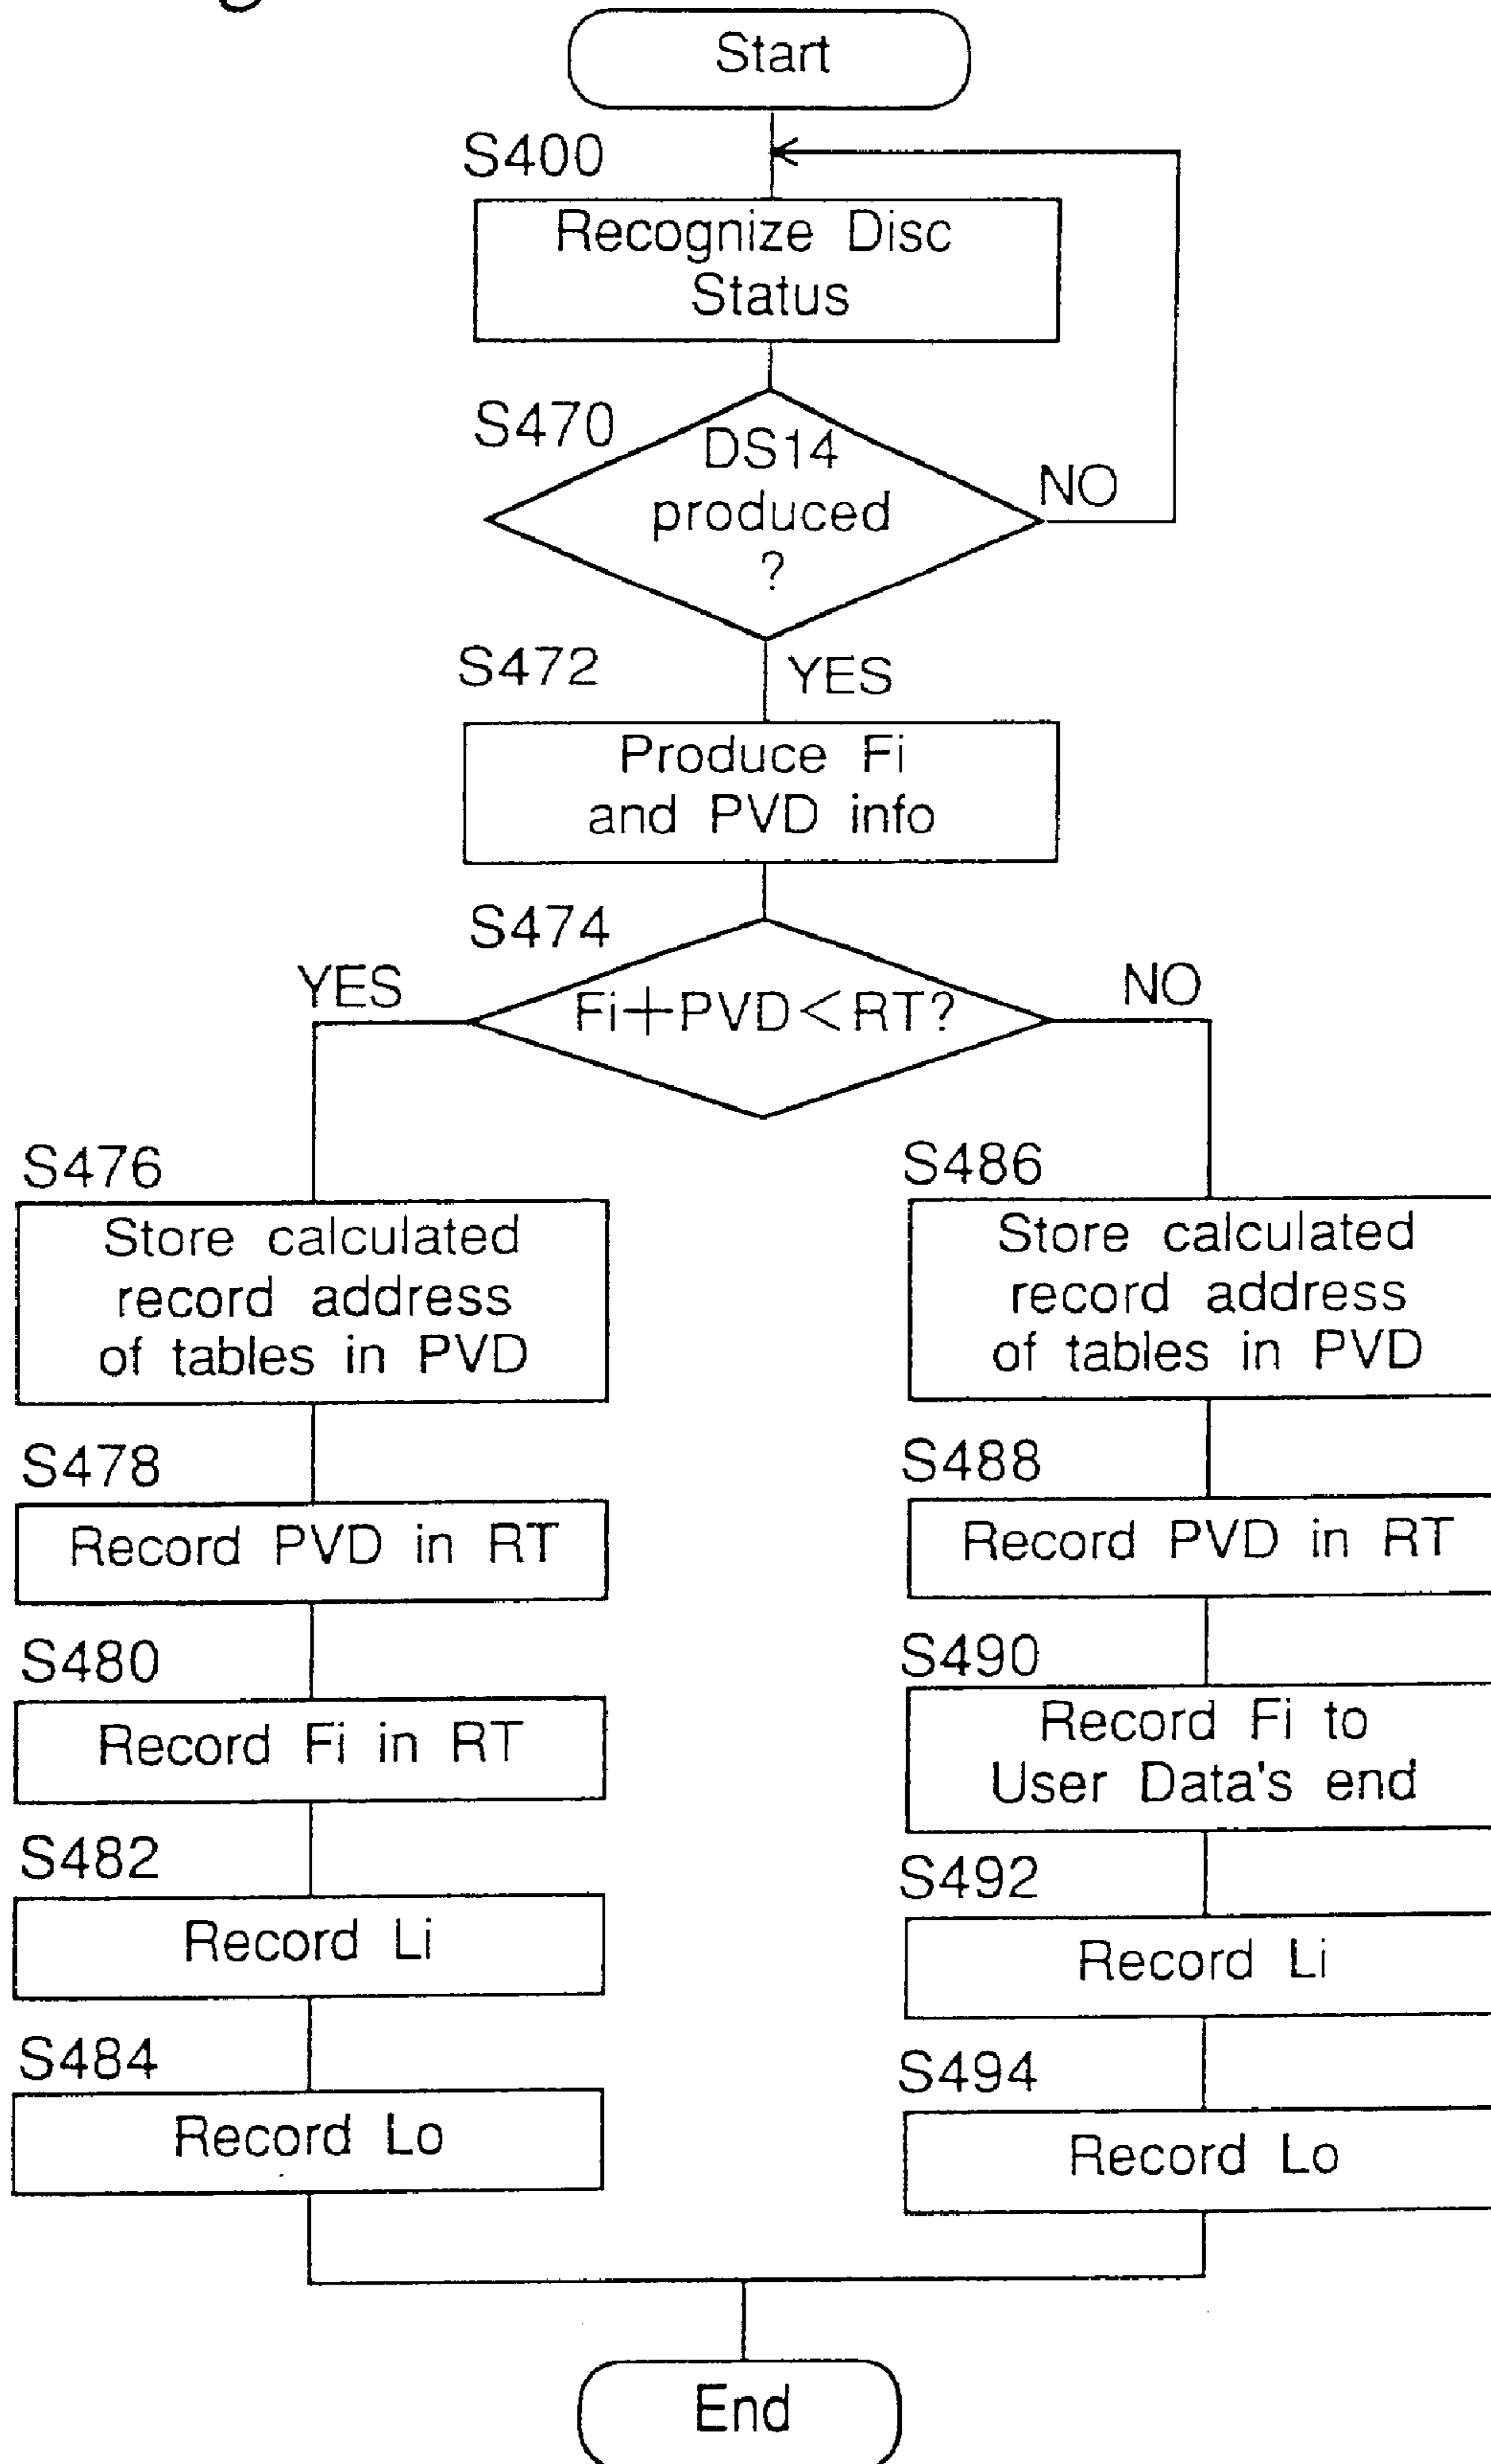 Start
S400
Recognize Disc
Status
S470
DS14
produced
?
NO
S472
YES
Produce Fi
and PVD info
S474
YES
NO
Fi+PVD<RT?
S476
Store calculated
record address
of tables in PVD
S478
Record PVD in RT
S480
Record Fi in RT
S482
Record Li
S484
Record Lo
S486
Store calculated
record address
of tables in PVD
S488
Record PVD in RT
S490
Record Fi to
User Data's end
S492
Record Li
S494
Record Lo
End